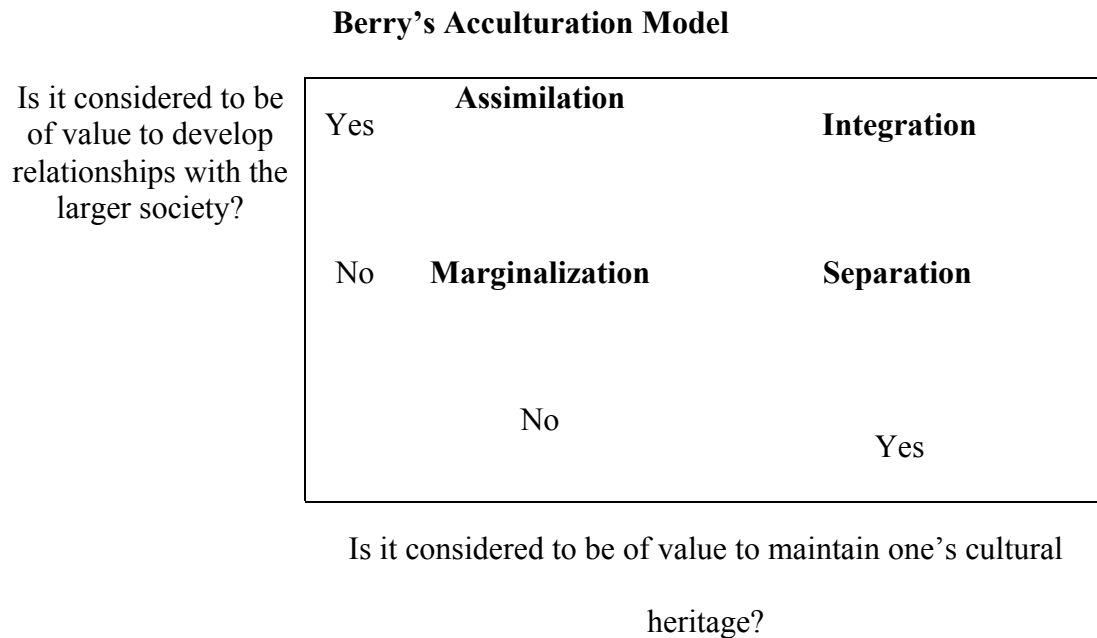 Berry’s Acculturation Model
Is it considered to be
of value to develop
relationships with the
larger society?
Yes
Assimilation
Integration
No
Marginalization
Separation
No
Yes
Is it considered to be of value to maintain one’s cultural
heritage?